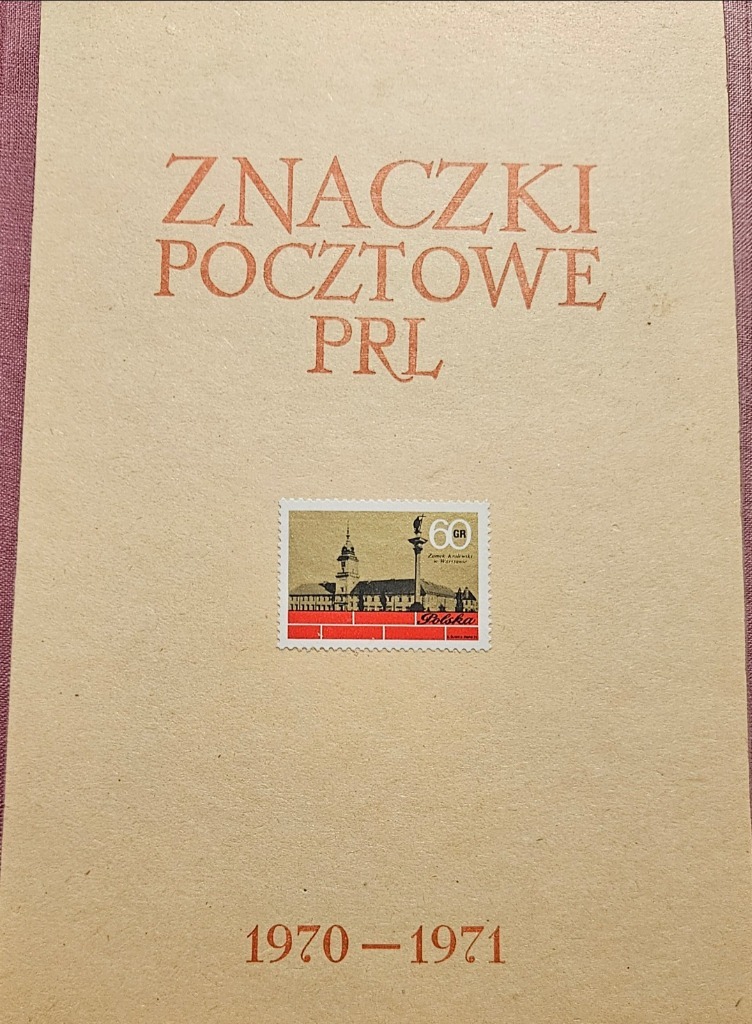 ZNACZKI
POCZTOWE
PRL
60 GR
Zamek Królewski
w Warszawie
Polska
1970 — 1971